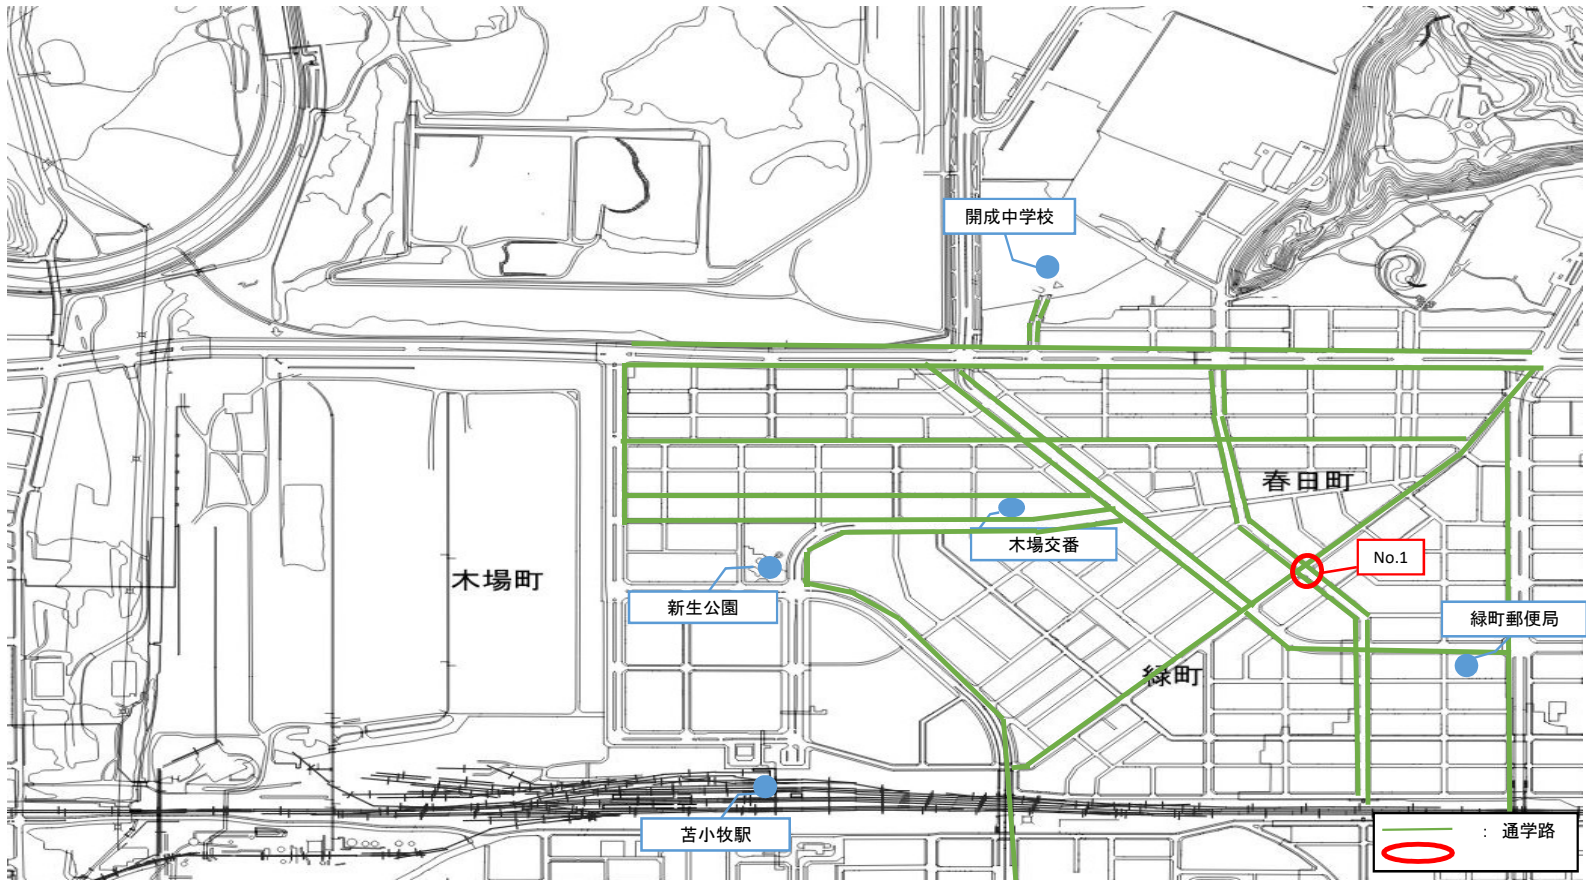 開成中学校
春日町
木場交番
No.1
木場町
新生公園
緑町郵便局
緑町
苫小牧駅
： 通学路